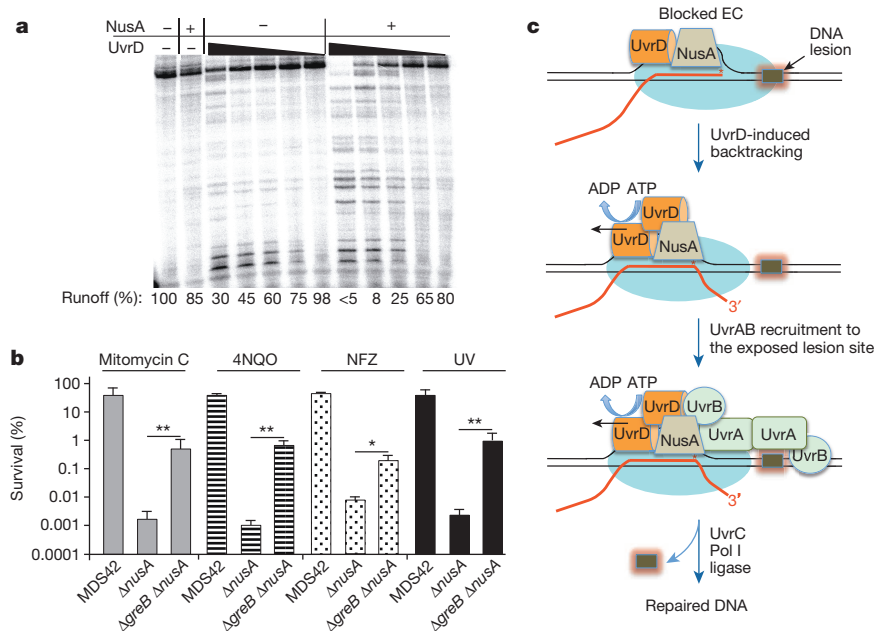 a
NusA – + – +
UvrD – –
Runoff (%): 100 85 30 45 60 75 98 <5 8 25 65 80
b
Mitomycin C 4NQO NFZ UV
Survival (%)
100
10
1
0.1
0.01
0.001
0.0001
** ** * **
MDS42 ΔnusA ΔgreB ΔnusA MDS42 ΔnusA ΔgreB ΔnusA MDS42 ΔnusA ΔgreB ΔnusA MDS42 ΔnusA ΔgreB ΔnusA
c
Blocked EC
DNA
lesion
UvrD NusA
UvrD-induced
backtracking
ADP ATP
UvrD
UvrD NusA
3′
UvrAB recruitment to
the exposed lesion site
ADP ATP
UvrD UvrB
UvrD NusA UvrA UvrA
UvrB
3′
UvrC
Pol I
ligase
Repaired DNA